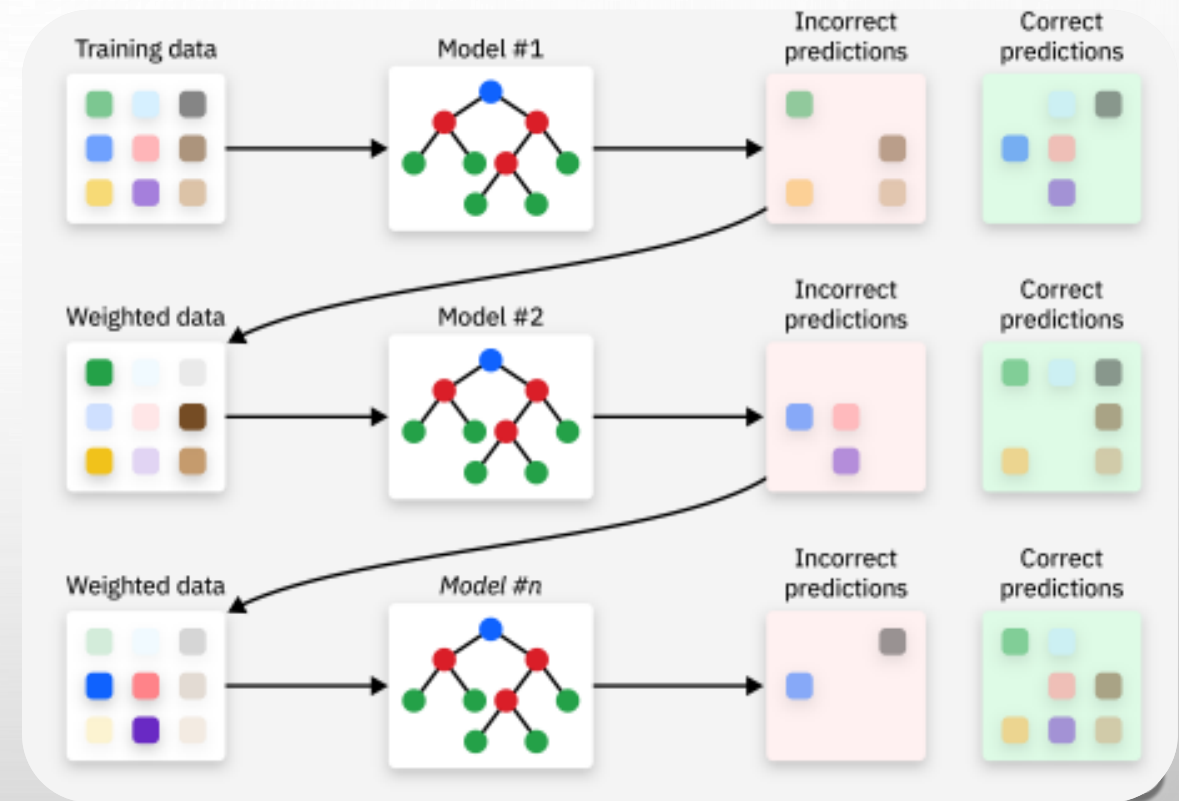 Training data
Model #1
Incorrect
predictions
Correct
predictions
Weighted data
Model #2
Incorrect
predictions
Correct
predictions
Weighted data
Model #n
Incorrect
predictions
Correct
predictions